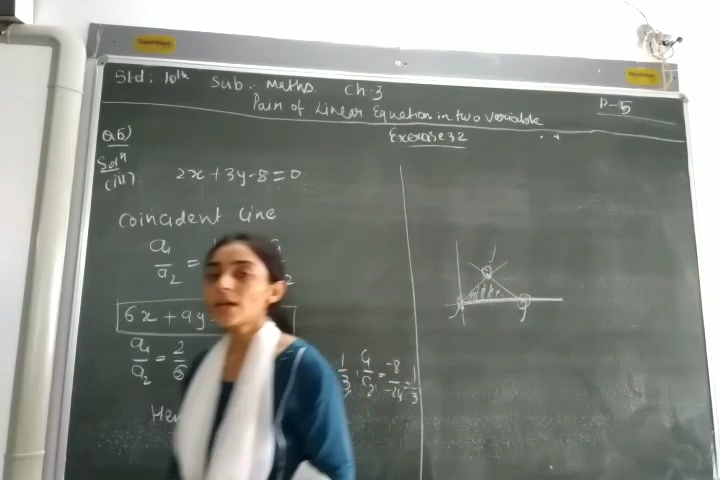 Std: 10th Sub. Maths Ch:3
P-5
Pair of Linear Equation in two variable
Exercise 3.2
Q6)
Solⁿ
(iii) 2x+3y-8=0
Coincident line
a₁/a₂ =
6x + 9y
a₁/a₂ = 2/6
1/3, c₁/c₂ = -8/-24 = 1/3